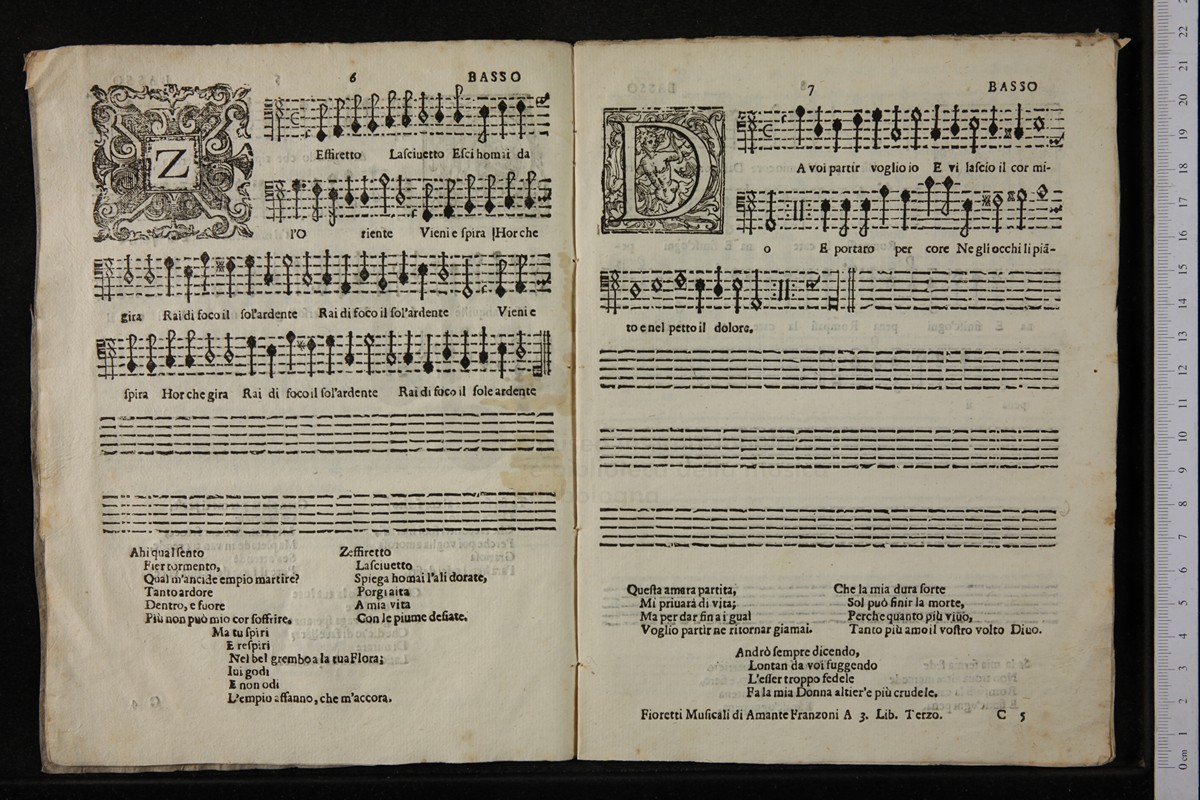 6 BASSO
Z
Effiretto Lasciuetto Esci homai da
l'O riente Vieni e spira Hor che
gira Rai di foco il sol'ardente Rai di foco il sol'ardente Vieni e
spira Hor che gira Rai di foco il sol'ardente Rai di foco il sole ardente
Ahi qual sento
Fier tormento,
Qual m'ancide empio martire?
Tanto ardore
Dentro, e fuore
Più non può mio cor soffrire.
Zeffiretto
Lasciuetto
Spiega homai l'ali dorate,
Porgi aita
A mia vita
Con le piume desiate.
Ma tu spiri
E respiri
Nel bel grembo a la tua Flora;
Iui godi
E non odi
L'empio affanno, che m'accora.
7 BASSO
D
A voi partir voglio io E vi lascio il cor mi-
o E portaro per core Ne gli occhi li piā-
to e nel petto il dolore.
Questa amara partita,
Mi priuarà di vita;
Ma per dar fin a i gual
Voglio partir ne ritornar giamai.
Che la mia dura sorte
Sol può finir la morte,
Perche quanto più viuo,
Tanto più amo il vostro volto Diuo.
Andrò sempre dicendo,
Lontan da voi fuggendo
L'esser troppo fedele
Fa la mia Donna altier'e più crudele.
Fioretti Musicali di Amante Franzoni A 3. Lib. Terzo. C 5